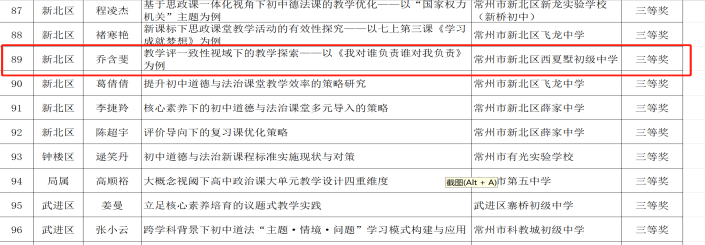 87 新北区 程凌杰 基于思政课一体化视角下初中德法课的教学优化——以“国家权力机关”主题为例 常州市新北区新龙实验学校（新桥初中） 三等奖
88 新北区 褚寒艳 新课标下思政课堂教学活动的有效性探究——以七上第三课《学习成就梦想》为例 常州市新北区飞龙中学 三等奖
89 新北区 乔含斐 教学评一致性视域下的教学探索——以《我对谁负责谁对我负责》为例 常州市新北区西夏墅初级中学 三等奖
90 新北区 葛倩倩 提升初中道德与法治课堂教学效率的策略研究 常州市新北区飞龙中学 三等奖
91 新北区 李捷羚 核心素养下的初中道德与法治课堂多元导入的策略 常州市新北区薛家中学 三等奖
92 新北区 陈超宇 评价导向下的复习课优化策略 常州市新北区薛家中学 三等奖
93 钟楼区 逯笑丹 初中道德与法治新课程标准实施现状与对策 常州市有光实验学校 三等奖
94 局属 高顺裕 大概念视阈下高中政治课大单元教学设计四重维度 截图(Alt + A) 市第五中学 三等奖
95 武进区 姜曼 立足核心素养培育的议题式教学实践 武进区寨桥初级中学 三等奖
96 武进区 张小云 跨学科背景下初中道法“主题·情境·问题”学习模式构建与应用 常州市科教城初级中学 三等奖